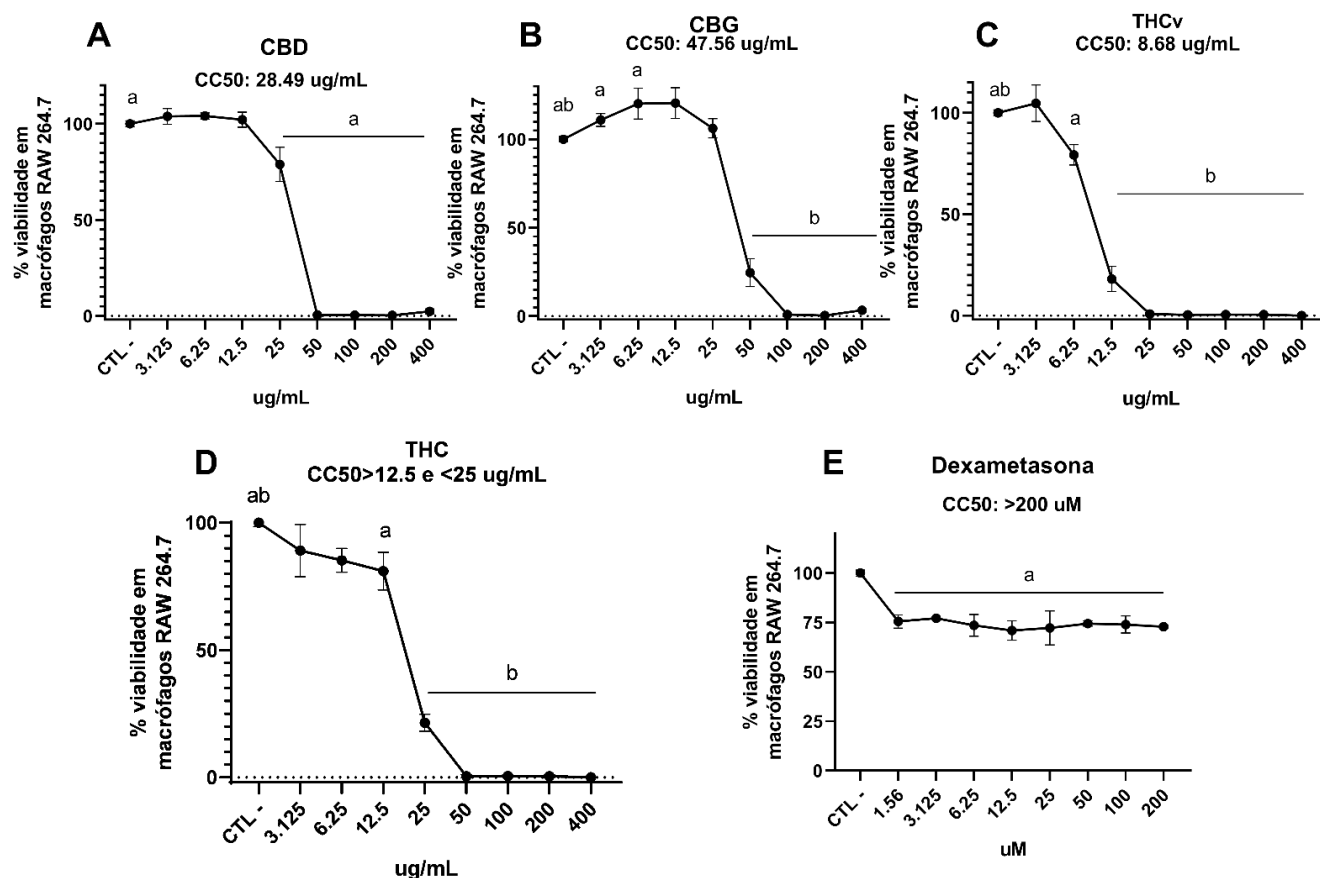 A
CBD
CC50: 28.49 ug/mL
a
a
100
50
0
% viabilidade em
macrófagos RAW 264.7
CTL -
3.125
6.25
12.5
25
50
100
200
400
ug/mL
B
CBG
CC50: 47.56 ug/mL
ab
a
a
b
100
50
0
% viabilidade em
macrófagos RAW 264.7
CTL -
3.125
6.25
12.5
25
50
100
200
400
ug/mL
C
THCv
CC50: 8.68 ug/mL
ab
a
b
100
50
0
% viabilidade em
macrófagos RAW 264.7
CTL -
3.125
6.25
12.5
25
50
100
200
400
ug/mL
D
THC
CC50>12.5 e <25 ug/mL
ab
a
b
100
50
0
% viabilidade em
macrófagos RAW 264.7
CTL -
3.125
6.25
12.5
25
50
100
200
400
ug/mL
E
Dexametasona
CC50: >200 uM
a
100
75
50
25
0
% viabilidade em
macrófagos RAW 264.7
CTL -
1.56
3.125
6.25
12.5
25
50
100
200
uM